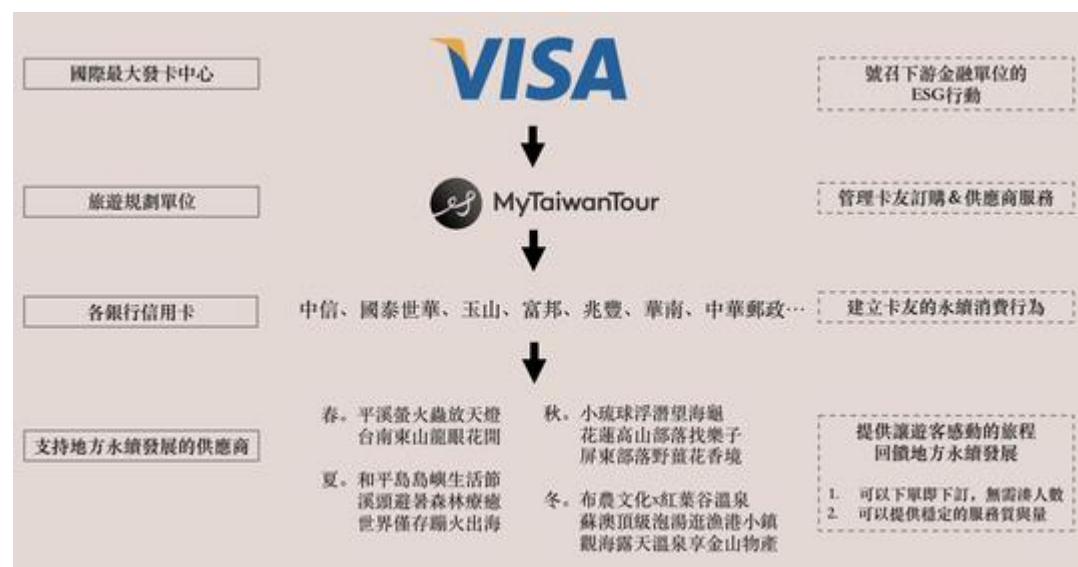 國際最大發卡中心
VISA
號召下游金融單位的
ESG行動
旅遊規劃單位
MyTaiwanTour
管理卡友訂購&供應商服務
各銀行信用卡
中信、國泰世華、玉山、富邦、兆豐、華南、中華郵政…
建立卡友的永續消費行為
支持地方永續發展的供應商
春。平溪螢火蟲放天燈
台南東山龍眼花開
夏。和平島島嶼生活節
溪頭避暑森林療癒
世界僅存蹦火出海
秋。小琉球浮潛望海龜
花蓮高山部落找樂子
屏東部落野薑花香境
冬。布農文化x紅葉谷溫泉
蘇澳頂級泡湯逛漁港小鎮
觀海露天溫泉享金山物產
提供讓遊客感動的旅程
回饋地方永續發展
1. 可以下單即下訂，無需湊人數
2. 可以提供穩定的服務質與量